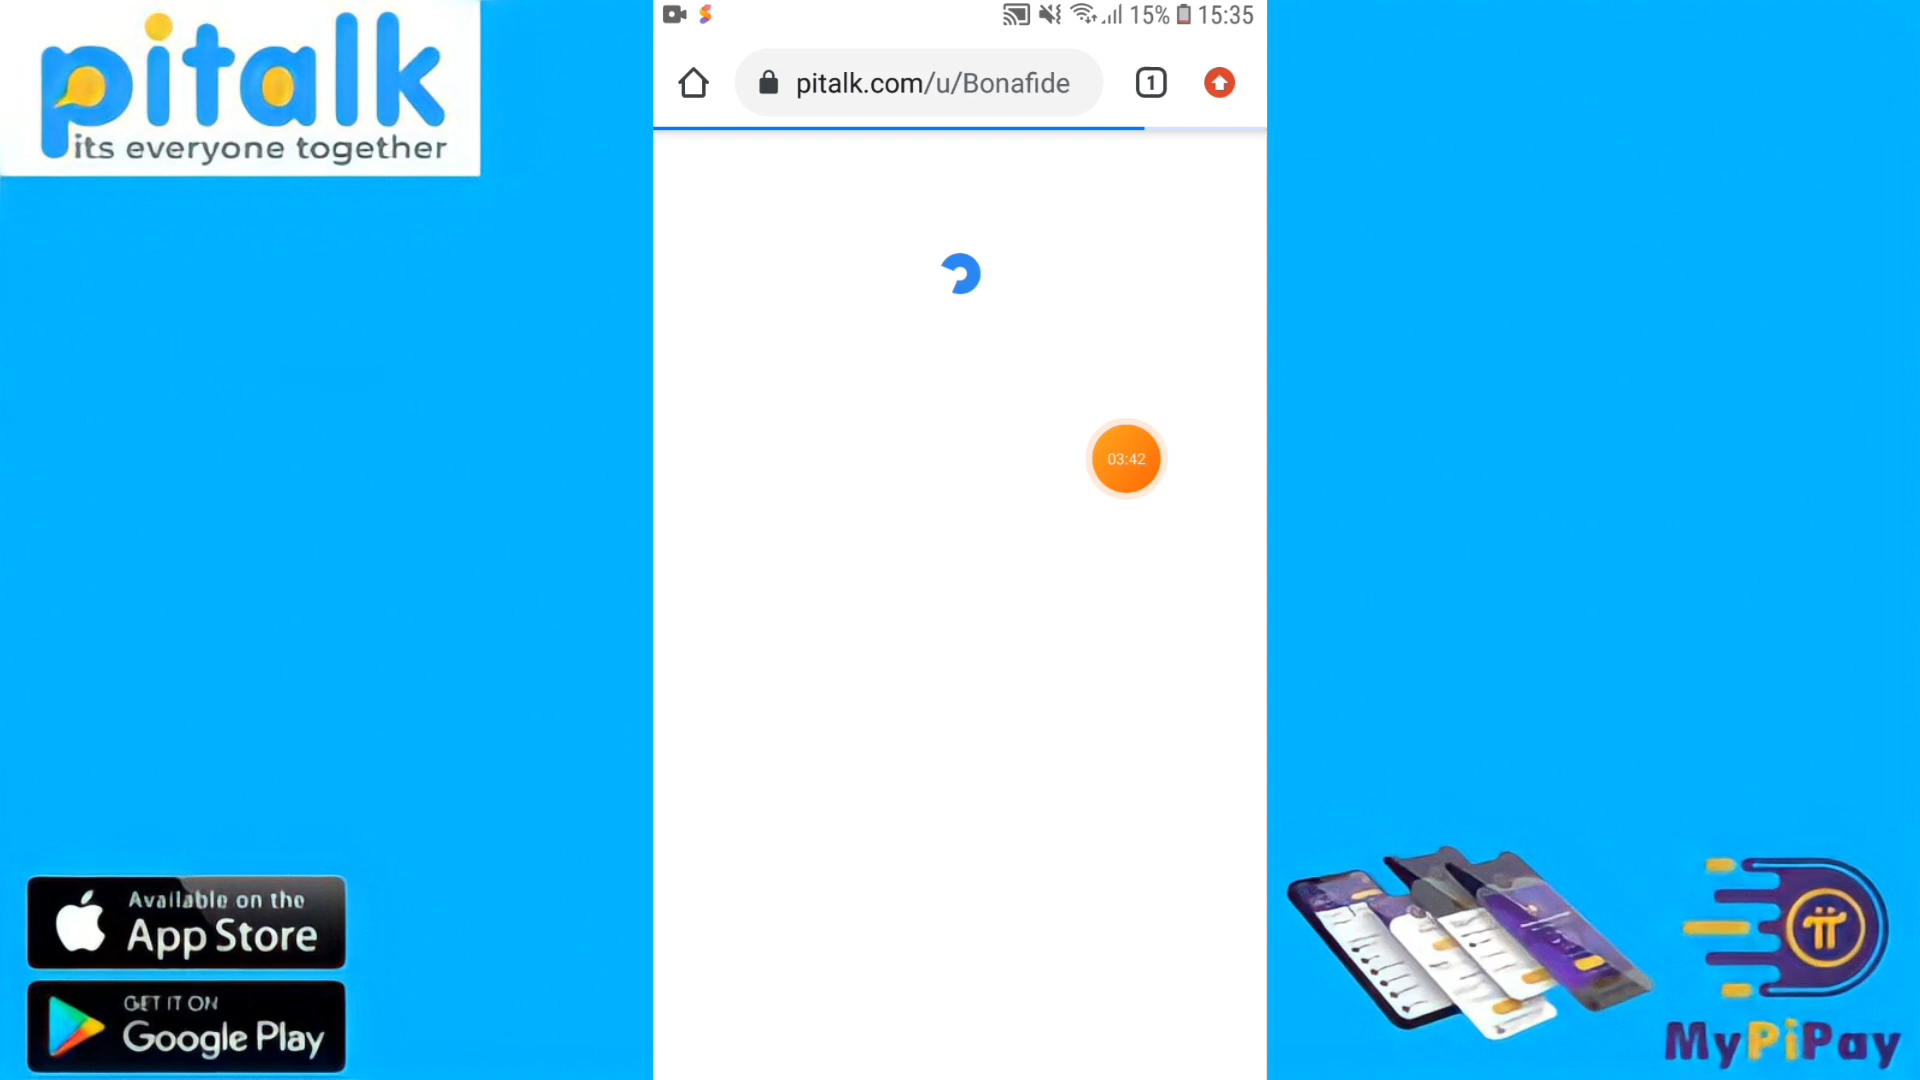 pitalk
its everyone together
15% 15:35
pitalk.com/u/Bonafide
1
03:42
Available on the
App Store
GET IT ON
Google Play
MyPiPay